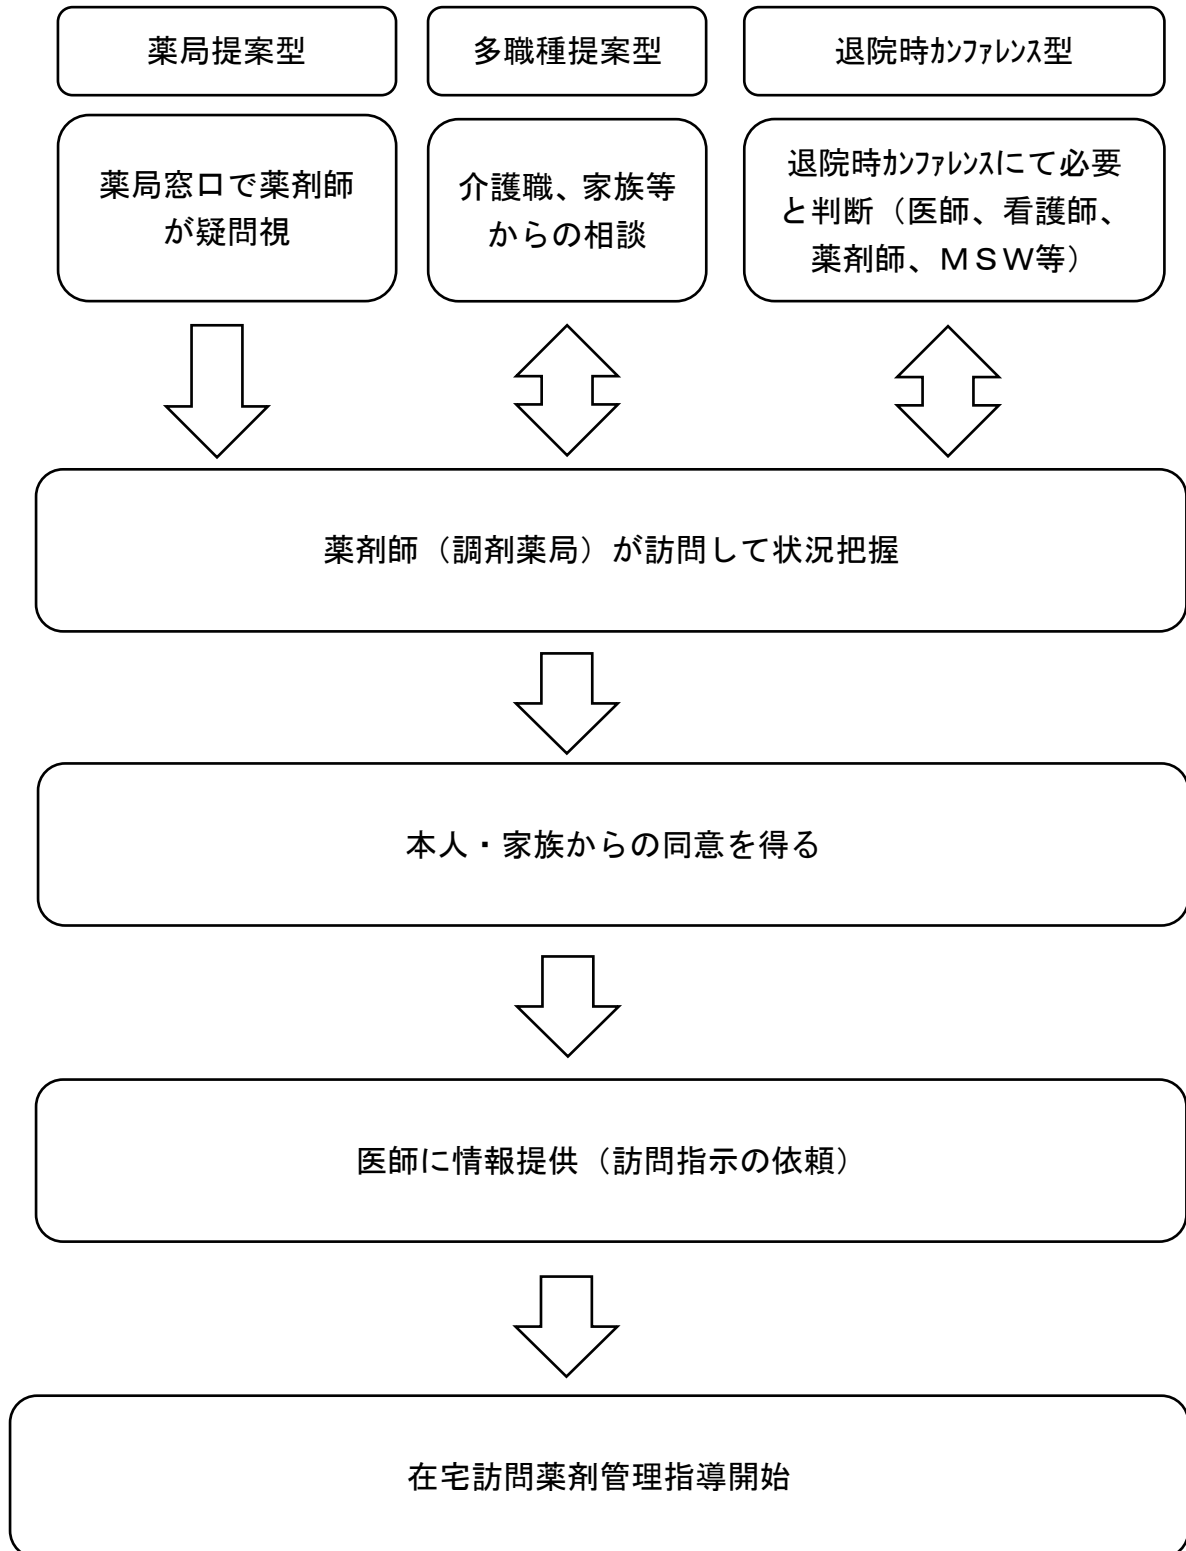 薬局提案型
多職種提案型
退院時ｶﾝﾌｧﾚﾝｽ型
薬局窓口で薬剤師
が疑問視
介護職、家族等
からの相談
退院時ｶﾝﾌｧﾚﾝｽにて必要
と判断（医師、看護師、
薬剤師、ＭＳＷ等）
薬剤師（調剤薬局）が訪問して状況把握
本人・家族からの同意を得る
医師に情報提供（訪問指示の依頼）
在宅訪問薬剤管理指導開始